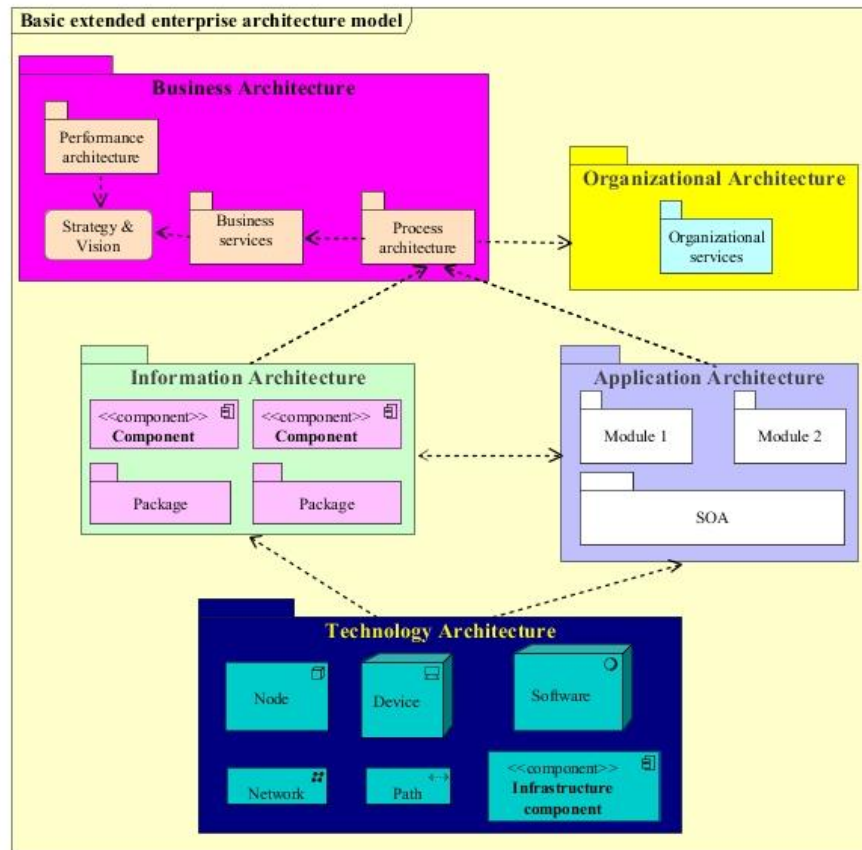 Basic extended enterprise architecture model
Business Architecture
Performance
architecture
Strategy &
Vision
Business
services
Process
architecture
Organizational Architecture
Organizational
services
Information Architecture
<<component>>
Component
<<component>>
Component
Package
Package
Application Architecture
Module 1
Module 2
SOA
Technology Architecture
Node
Device
Software
Network
Path
<<component>>
Infrastructure
component